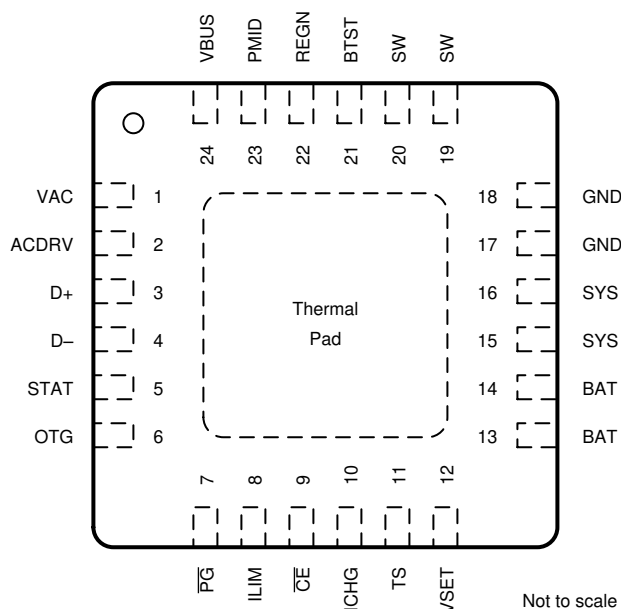 VBUS
PMID
REGN
BTST
SW
SW
24
23
22
21
20
19
VAC 1
ACDRV 2
D+ 3
D– 4
STAT 5
OTG 6
18 GND
17 GND
16 SYS
15 SYS
14 BAT
13 BAT
Thermal
Pad
7
8
9
10
11
12
PG
ILIM
CE
ICHG
TS
VSET
Not to scale